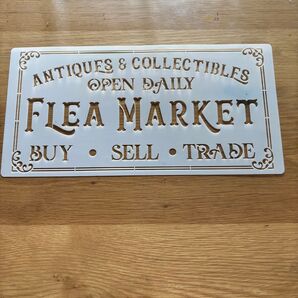 ANTIQUES & COLLECTIBLES
OPEN DAILY
FLEA MARKET
BUY • SELL • TRADE